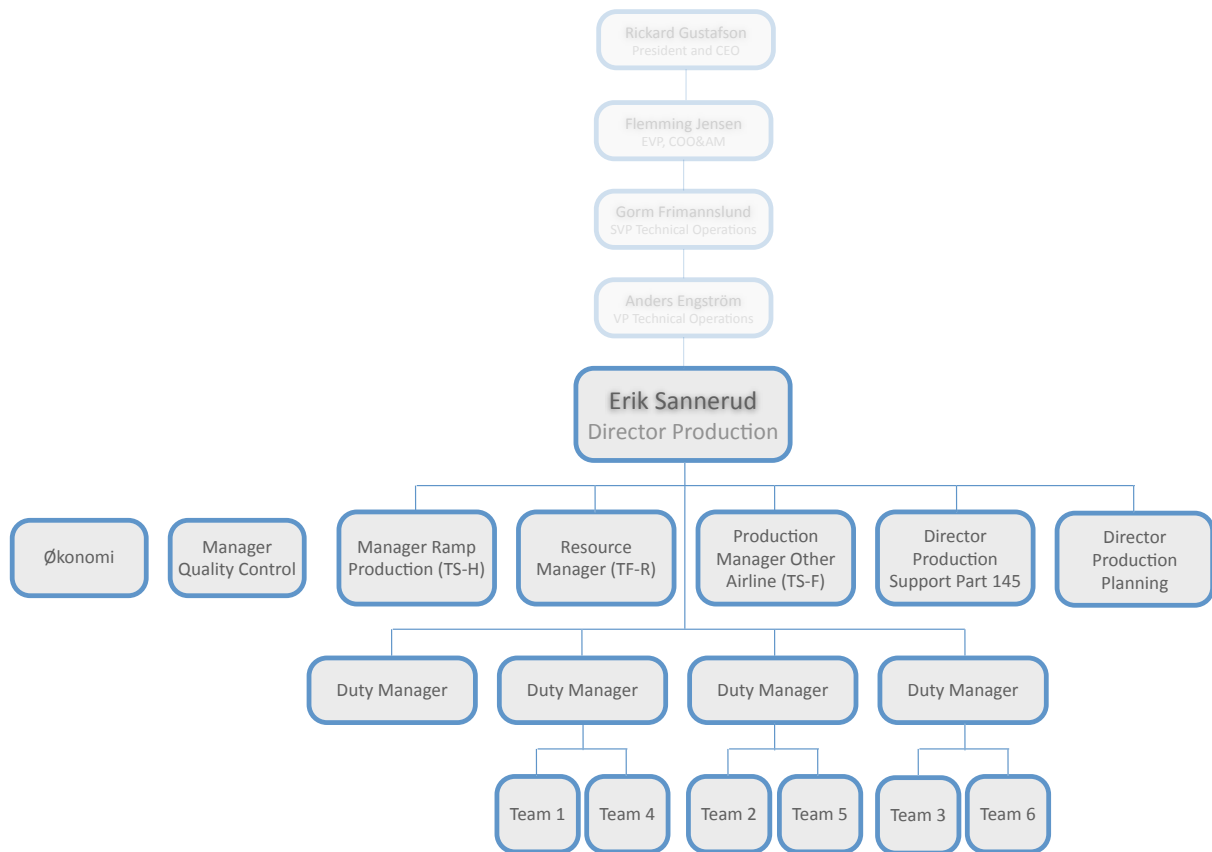 Rickard Gustafson
President and CEO
Flemming Jensen
EVP, COO&AM
Gorm Frimannslund
SVP Technical Operations
Anders Engström
VP Technical Operations
Erik Sannerud
Director Production
Økonomi
Manager
Quality Control
Manager Ramp
Production (TS-H)
Resource
Manager (TF-R)
Production
Manager Other
Airline (TS-F)
Director
Production
Support Part 145
Director
Production
Planning
Duty Manager
Duty Manager
Duty Manager
Duty Manager
Team 1
Team 4
Team 2
Team 5
Team 3
Team 6